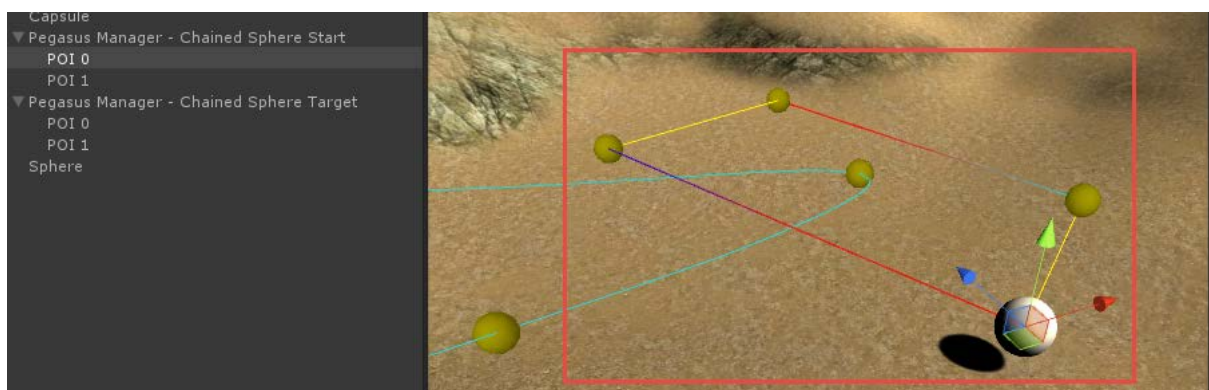 Capsule
Pegasus Manager - Chained Sphere Start
POI 0
POI 1
Pegasus Manager - Chained Sphere Target
POI 0
POI 1
Sphere